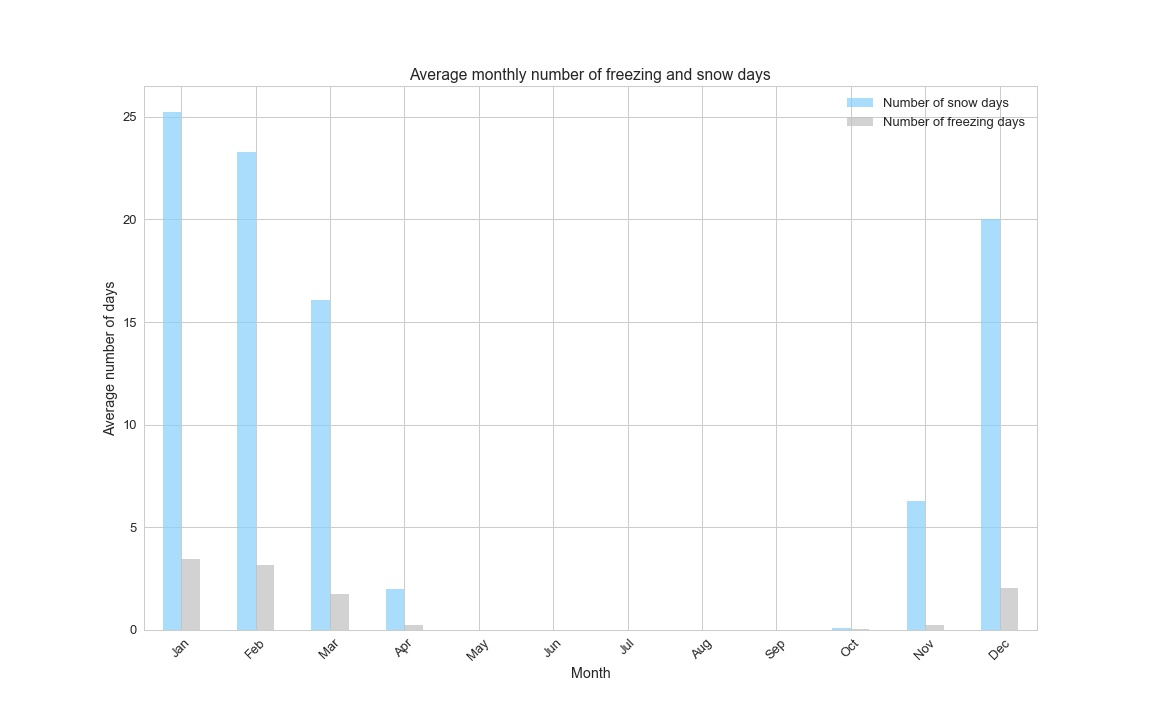 Average monthly number of freezing and snow days
Number of snow days
Number of freezing days
Average number of days
25
20
15
10
5
0
Jan
Feb
Mar
Apr
May
Jun
Jul
Aug
Sep
Oct
Nov
Dec
Month